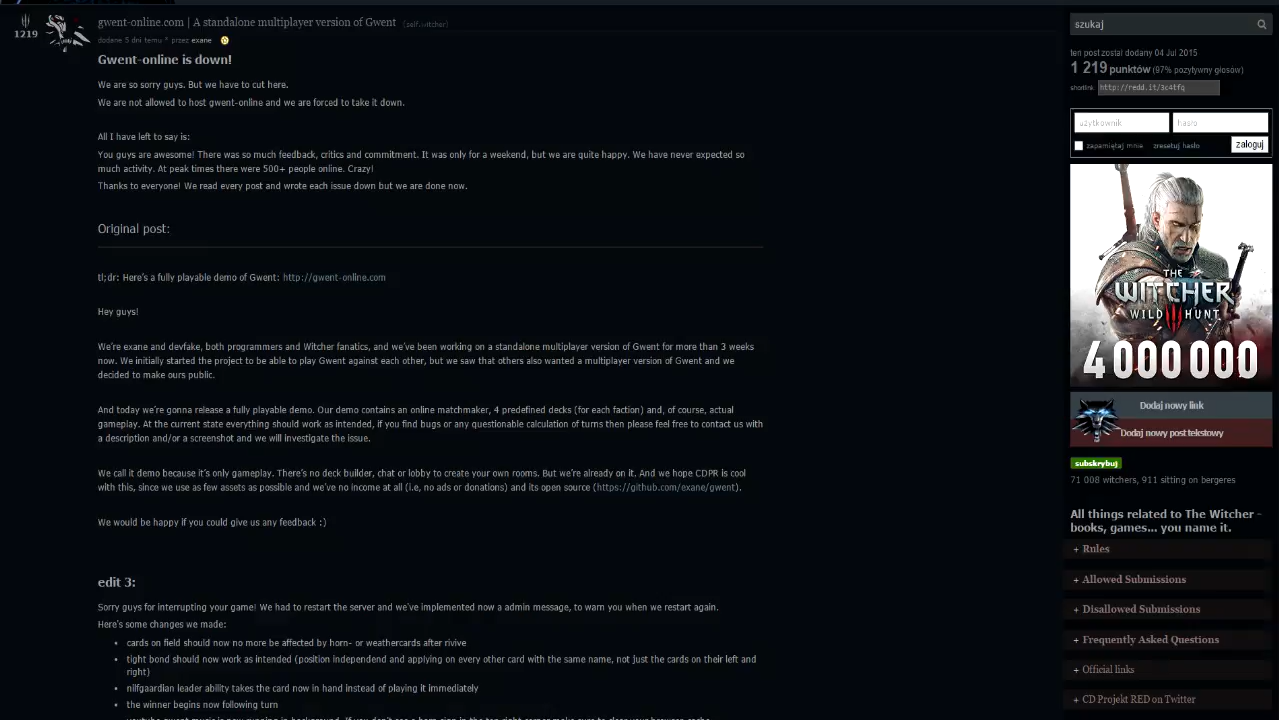 gwent-online.com | A standalone multiplayer version of Gwent (self.witcher)
1219
dodane 5 dni temu * przez exane
Gwent-online is down!
We are so sorry guys. But we have to cut here.
We are not allowed to host gwent-online and we are forced to take it down.
All I have left to say is:
You guys are awesome! There was so much feedback, critics and commitment. It was only for a weekend, but we are quite happy. We have never expected so
much activity. At peak times there were 500+ people online. Crazy!
Thanks to everyone! We read every post and wrote each issue down but we are done now.
Original post:
tl;dr: Here's a fully playable demo of Gwent: http://gwent-online.com
Hey guys!
We're exane and devfake, both programmers and Witcher fanatics, and we've been working on a standalone multiplayer version of Gwent for more than 3 weeks
now. We initially started the project to be able to play Gwent against each other, but we saw that others also wanted a multiplayer version of Gwent and we
decided to make ours public.
And today we're gonna release a fully playable demo. Our demo contains an online matchmaker, 4 predefined decks (for each faction) and, of course, actual
gameplay. At the current state everything should work as intended, if you find bugs or any questionable calculation of turns then please feel free to contact us with
a description and/or a screenshot and we will investigate the issue.
We call it demo because it's only gameplay. There's no deck builder, chat or lobby to create your own rooms. But we're already on it. And we hope CDPR is cool
with this, since we use as few assets as possible and we've no income at all (i.e, no ads or donations) and its open source (https://github.com/exane/gwent).
We would be happy if you could give us any feedback :)
edit 3:
Sorry guys for interrupting your game! We had to restart the server and we've implemented now a admin message, to warn you when we restart again.
Here's some changes we made:
• cards on field should now no more be affected by horn- or weathercards after rivive
• tight bond should now work as intended (position independend and applying on every other card with the same name, not just the cards on their left and
right)
• nilfgaardian leader ability takes the card now in hand instead of playing it immediately
• the winner begins now following turn
szukaj
ten post został dodany 04 Jul 2015
1 219 punktów (97% pozytywny głosów)
shortlink http://redd.it/3c4tfq
użytkownik hasło
zapamiętaj mnie zresetuj hasło zaloguj
THE
WITCHER
WILD HUNT
4 000 000
Dodaj nowy link
Dodaj nowy post tekstowy
subskrybuj
71 008 witchers, 911 sitting on bergeres
All things related to The Witcher -
books, games... you name it.
+ Rules
+ Allowed Submissions
+ Disallowed Submissions
+ Frequently Asked Questions
+ Official links
+ CD Projekt RED on Twitter